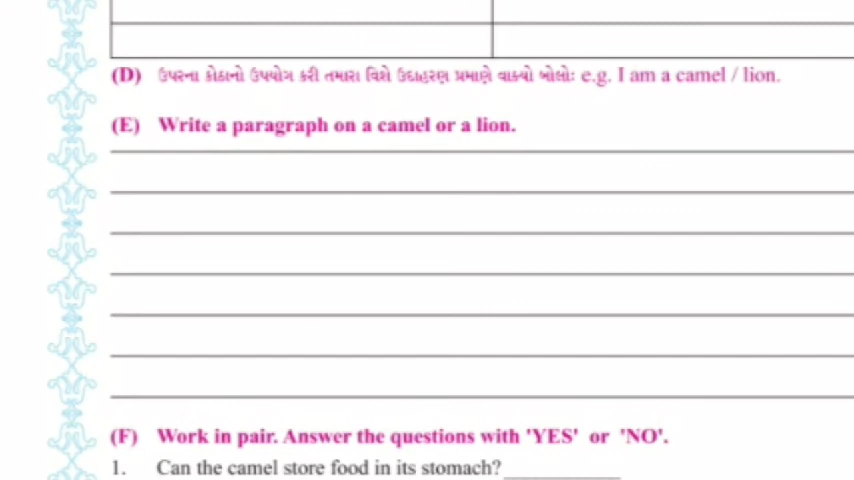 (D) ઉપરના કોઠાનો ઉપયોગ કરી તમારા વિશે ઉદાહરણ પ્રમાણે વાક્યો બોલોઃ e.g. I am a camel / lion.
(E) Write a paragraph on a camel or a lion.
(F) Work in pair. Answer the questions with 'YES' or 'NO'.
1. Can the camel store food in its stomach?